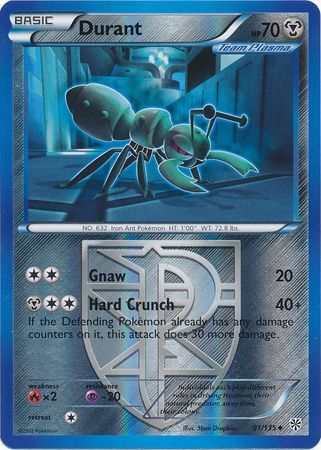 BASIC
Durant
HP70
Team Plasma
NO. 632 Iron Ant Pokémon HT: 1'00" WT: 72.8 lbs.
Gnaw 20
Hard Crunch 40+
If the Defending Pokémon already has any damage
counters on it, this attack does 30 more damage.
weakness
resistance
×2
-20
retreat
Individuals each play different
roles in driving Heatmor, their
natural predator, away from
their colony.
©2012 Pokémon
Illus. 5ban Graphics
91/135